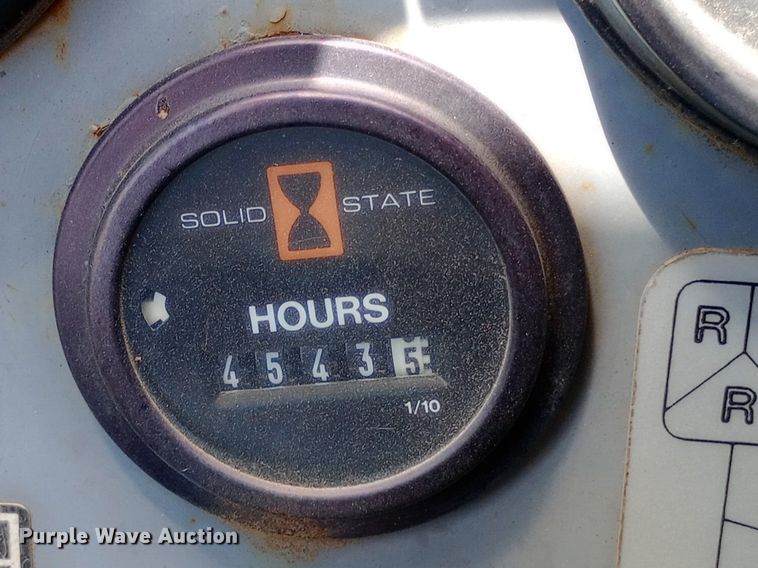 SOLID STATE
HOURS
4 5 4 3 5
1/10
R
R
Purple Wave Auction